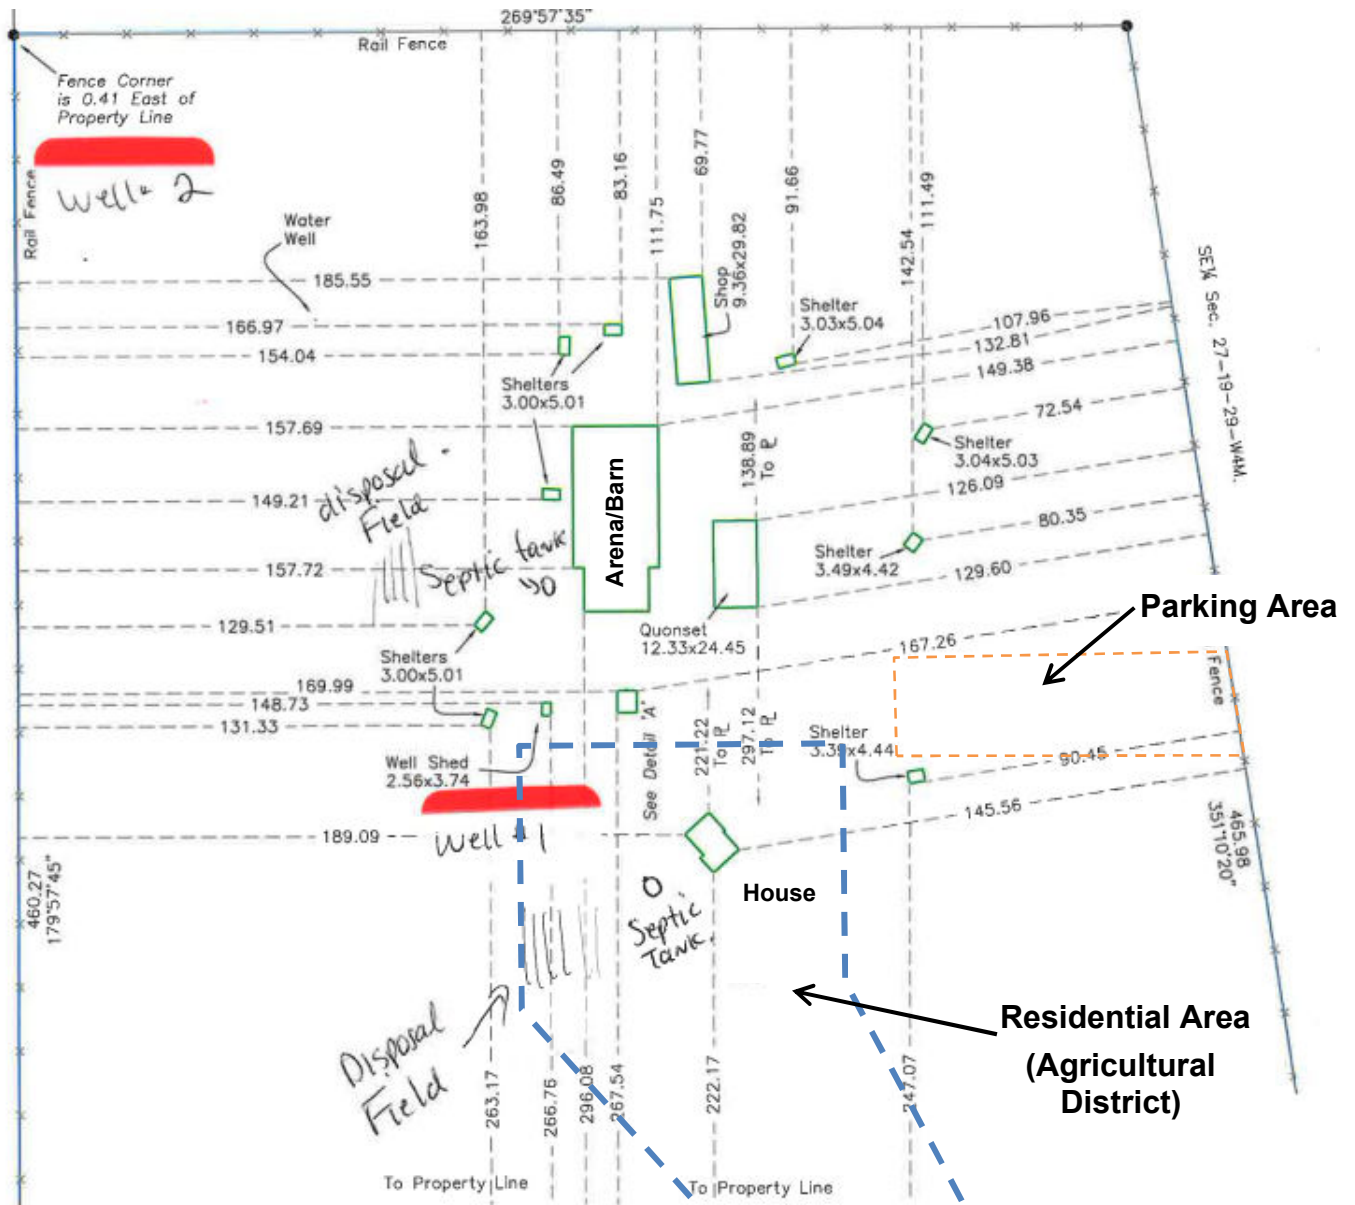 269°57'35"
Rail Fence
Fence Corner
is 0.41 East of
Property Line
Well# 2
Rail Fence
Water
Well
163.98
86.49
83.16
111.75
69.77
91.66
142.54
111.49
185.55
166.97
154.04
Shop
9.36x29.82
Shelter
3.03x5.04
107.96
132.81
149.38
SE¼ Sec. 27-19-29-W4M.
Shelters
3.00x5.01
72.54
157.69
138.89
To PL
Shelter
3.04x5.03
disposal
Field
149.21
Arena/Barn
126.09
80.35
Septic tank
157.72
Shelter
3.49x4.42
129.60
Parking Area
129.51
Quonset
12.33x24.45
167.26
Shelters
3.00x5.01
Fence
169.99
148.73
131.33
See Detail "A"
221.22
To PL
297.12
To PL
Shelter
3.39x4.44
90.45
Well Shed
2.56x3.74
145.56
Well # 1
189.09
465.98
351°10'20"
460.27
179°57'45"
House
Septic
Tank.
Disposal
Field
Residential Area
(Agricultural
District)
263.17
266.76
296.08
267.54
222.17
247.07
To Property Line
To Property Line